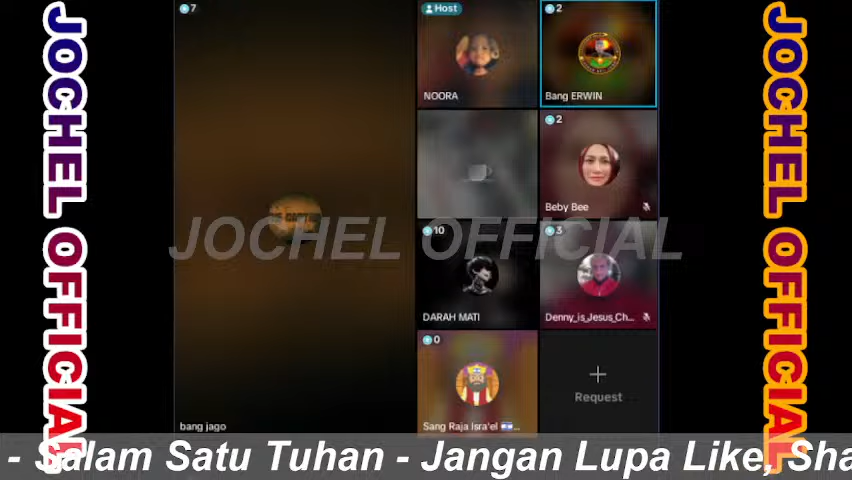 JOCHEL OFFICIAL
7
Host
NOORA
2
Bang ERWIN
2
Beby Bee
JOCHEL OFFICIAL
10
DARAH MATI
3
Denny_is_Jesus_Ch...
0
Sang Raja Isra'el 🇮🇱...
+
Request
bang jago
JOCHEL OFFICIAL
- Salam Satu Tuhan - Jangan Lupa Like, Sha